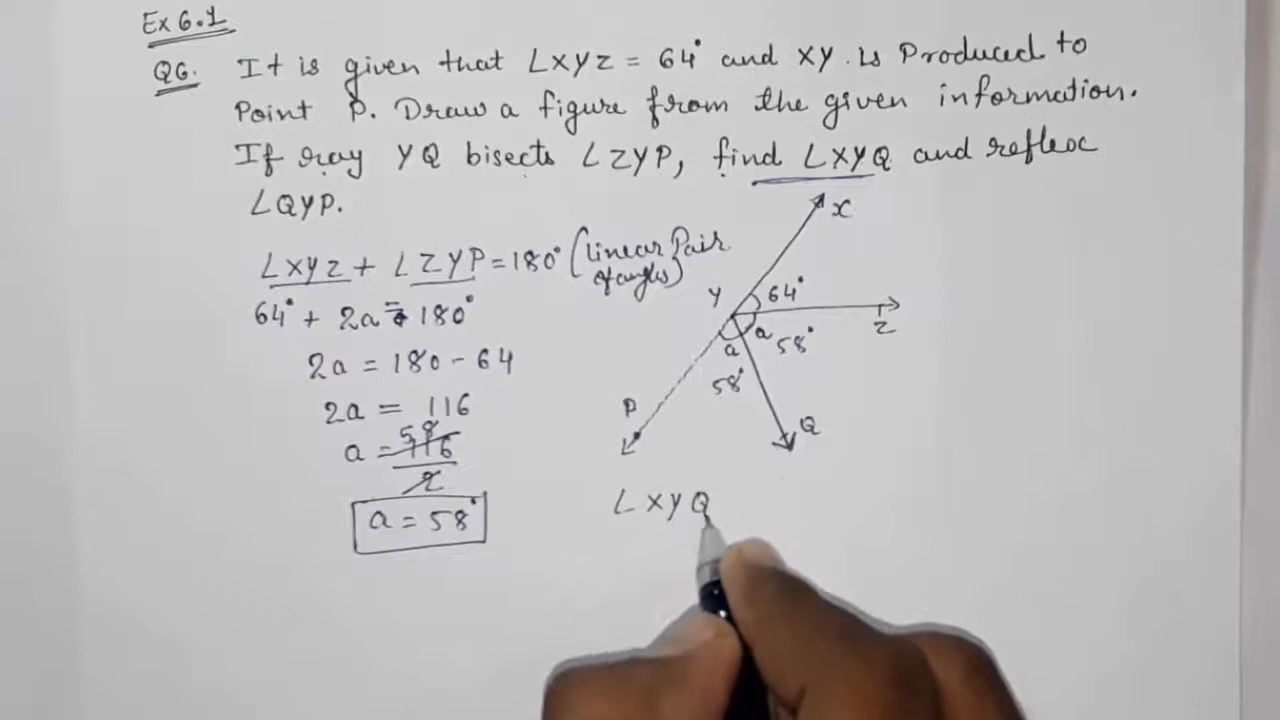 Ex 6.1
Q6. It is given that ∠XYZ = 64° and XY is Produced to
Point P. Draw a figure from the given information.
If ray YQ bisects ∠ZYP, find ∠XYQ and reflex
∠QYP.
∠XYZ + ∠ZYP = 180° (linear Pair
of angles)
64° + 2a = 180°
2a = 180 - 64
2a = 116
58
a = 116
2
a = 58°
X
Y
64°
Z
a
58°
a
58°
P
Q
∠XYQ